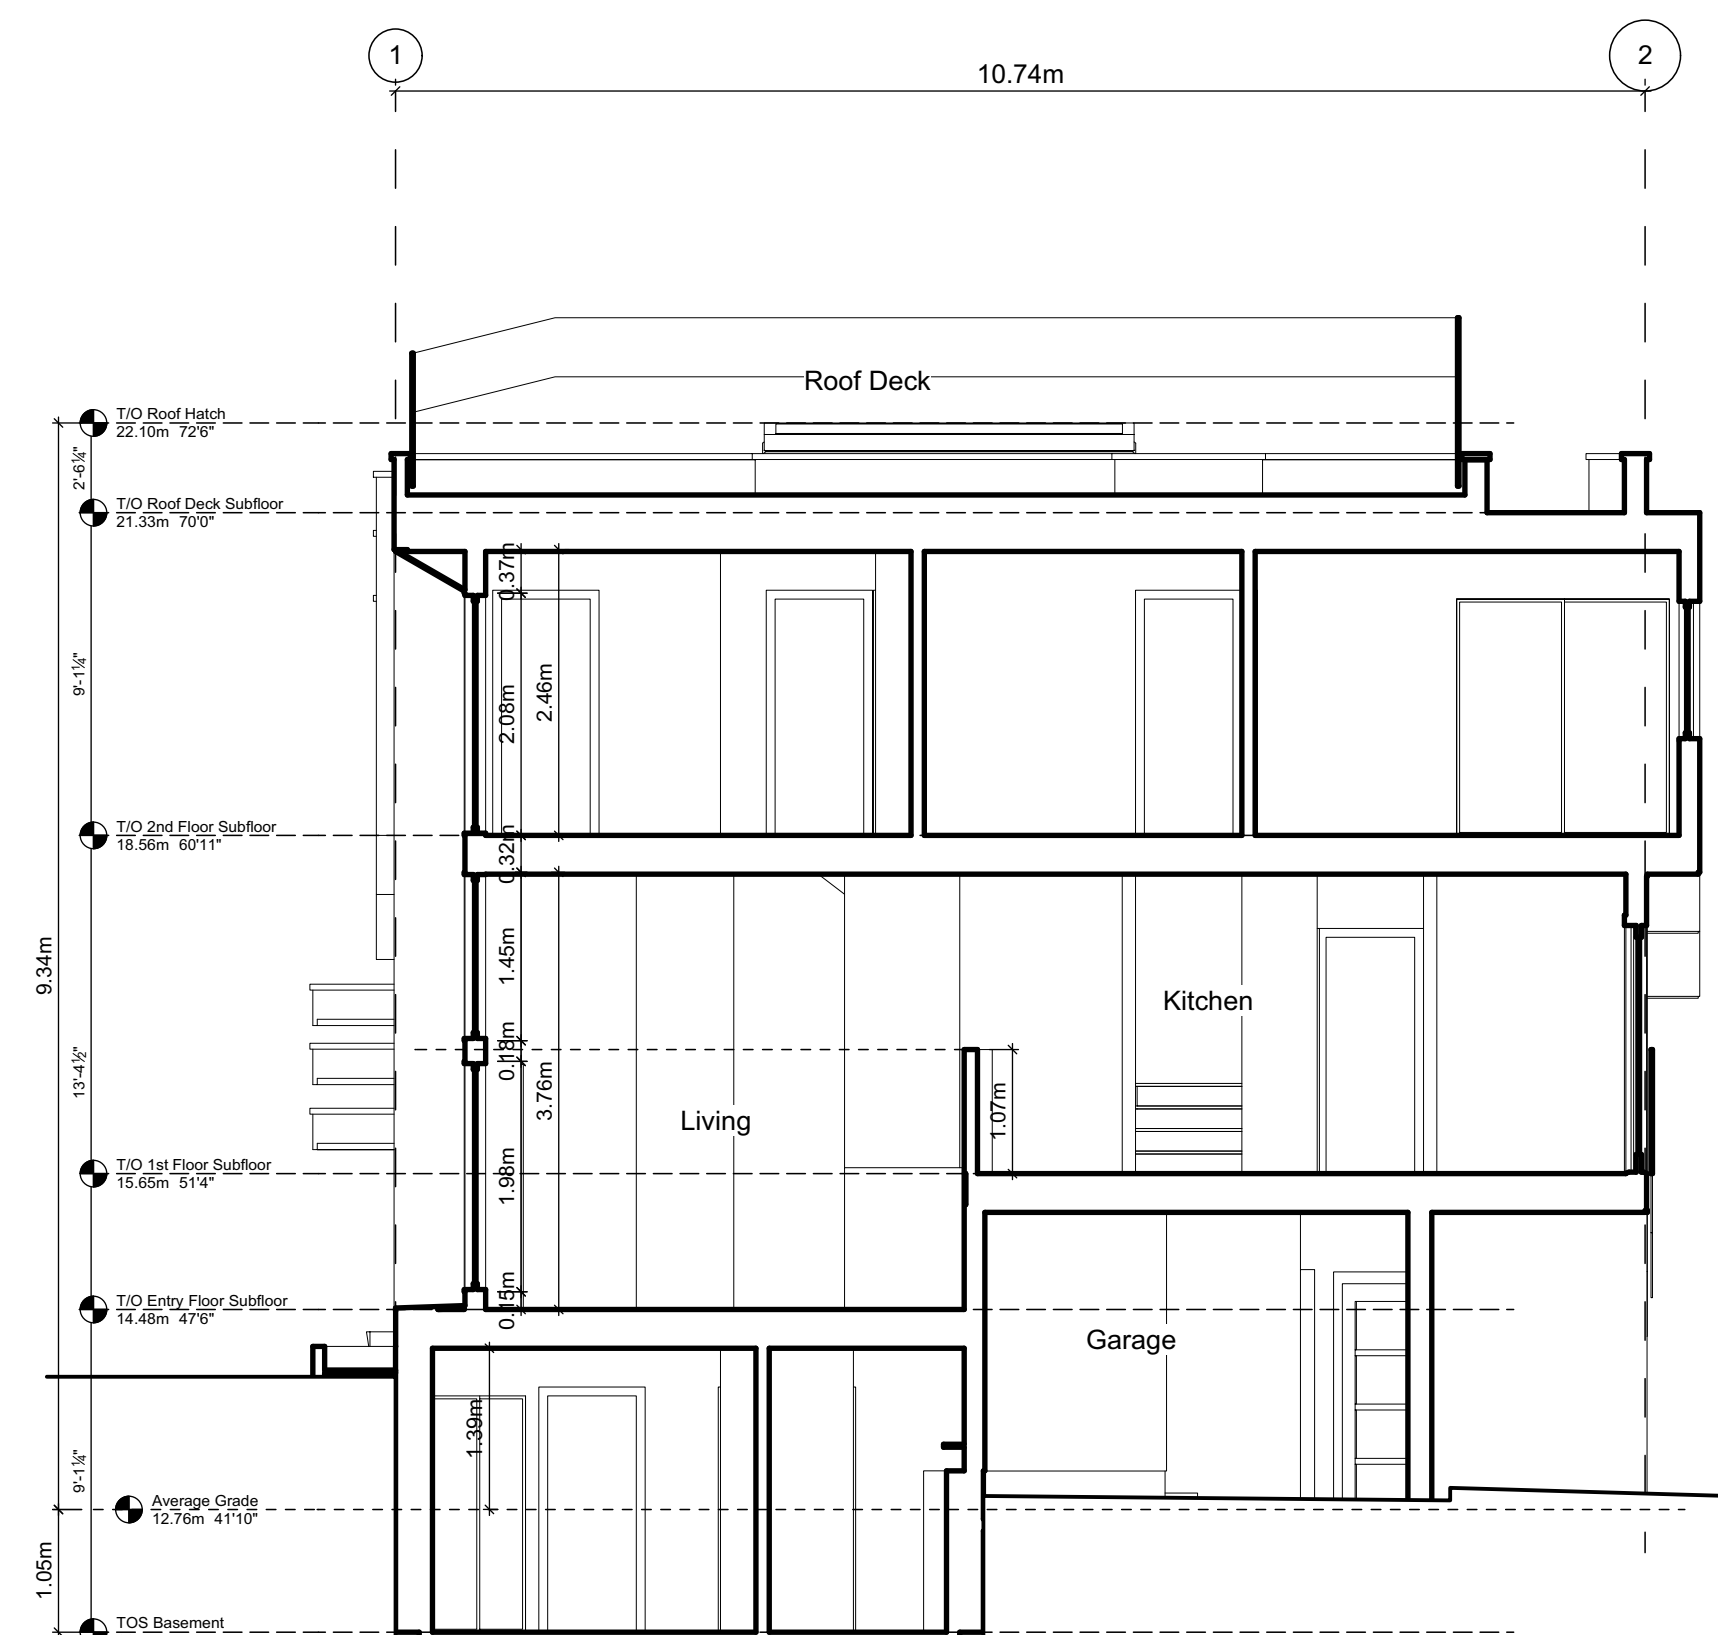 1
2
10.74m
Roof Deck
T/O Roof Hatch
22.10m 72'6"
2'-6¼"
T/O Roof Deck Subfloor
21.33m 70'0"
0.37m
9'-1¼"
2.08m
2.46m
T/O 2nd Floor Subfloor
18.56m 60'11"
0.32m
9.34m
1.45m
Kitchen
0.18m
13'-4½"
3.76m
1.07m
Living
T/O 1st Floor Subfloor
15.65m 51'4"
1.98m
T/O Entry Floor Subfloor
14.48m 47'6"
0.15m
Garage
1.39m
9'-1¼"
Average Grade
12.76m 41'10"
1.05m
TOS Basement